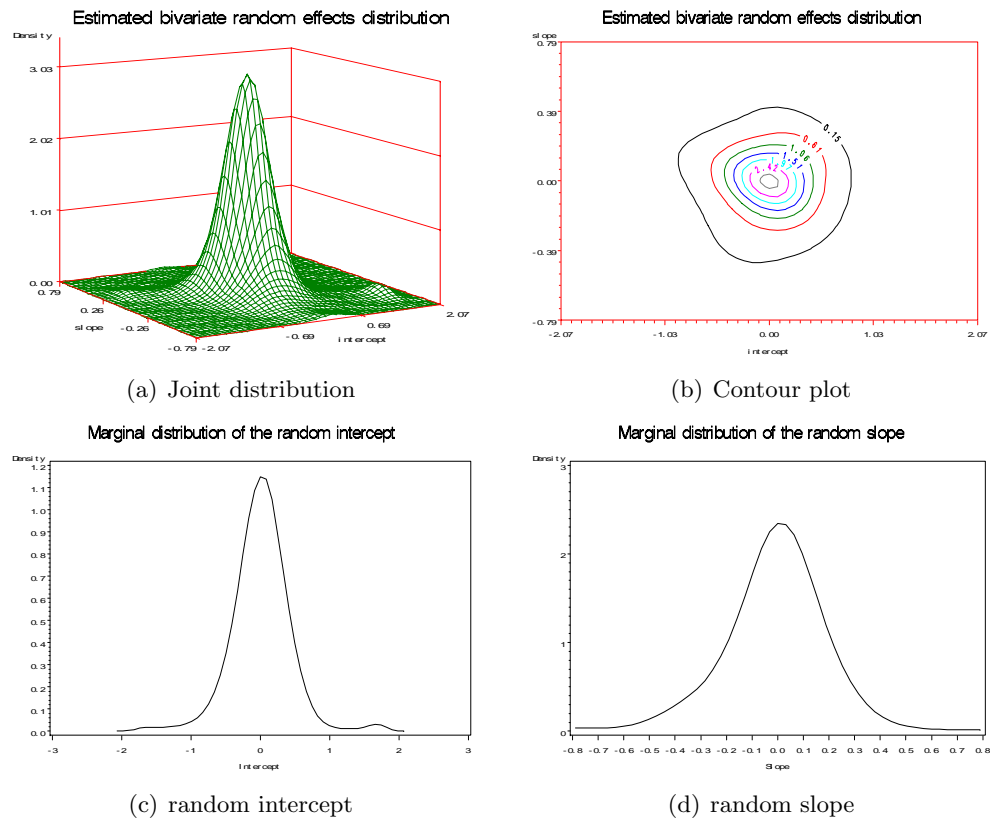 Estimated bivariate random effects distribution
Density
3.03
2.02
1.01
0.00
0.79
0.26
slope
-0.26
-0.79
-2.07
-0.69
intercept
0.69
2.07
(a) Joint distribution
Estimated bivariate random effects distribution
slope
0.79
0.39
0.00
-0.39
-0.79
0.15
0.61
1.06
1.51
2.42
-2.07
-1.03
0.00
1.03
2.07
intercept
(b) Contour plot
Marginal distribution of the random intercept
Density
1.2
1.1
1.0
0.9
0.8
0.7
0.6
0.5
0.4
0.3
0.2
0.1
0.0
-3 -2 -1 0 1 2 3
Intercept
(c) random intercept
Marginal distribution of the random slope
Density
3
2
1
0
-0.8 -0.7 -0.6 -0.5 -0.4 -0.3 -0.2 -0.1 0.0 0.1 0.2 0.3 0.4 0.5 0.6 0.7 0.8
Slope
(d) random slope